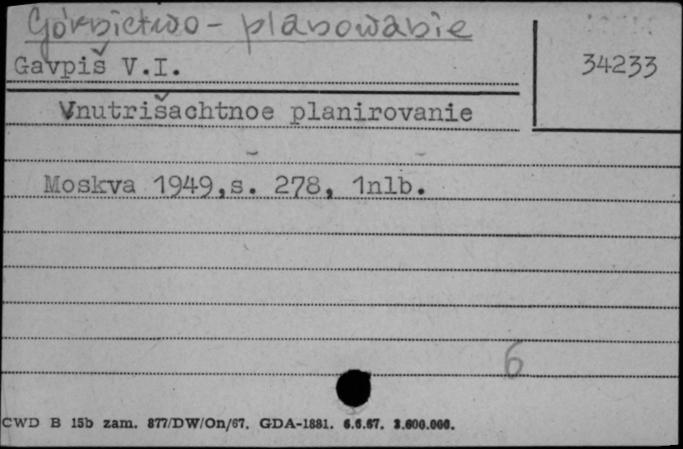 Górnictwo - planowanie
Gavpiš V.I.
34233
Vnutrišachtnoe planirovanie
Moskva 1949,s. 278, 1nlb.
6
CWD B 15b zam. 877/DW/On/67. GDA-1881. 6.6.67. 2.600.000.